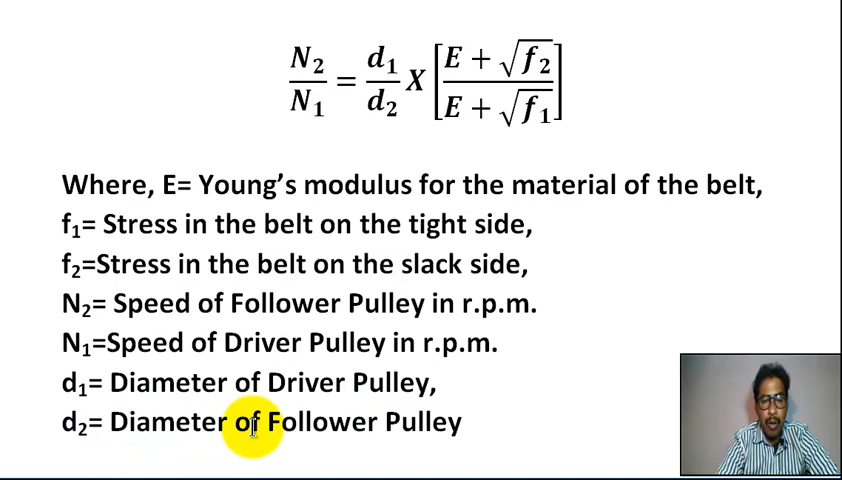 N₂/N₁ = d₁/d₂ X [E + √f₂ / E + √f₁]
Where, E= Young’s modulus for the material of the belt,
f₁= Stress in the belt on the tight side,
f₂=Stress in the belt on the slack side,
N₂= Speed of Follower Pulley in r.p.m.
N₁=Speed of Driver Pulley in r.p.m.
d₁= Diameter of Driver Pulley,
d₂= Diameter of Follower Pulley